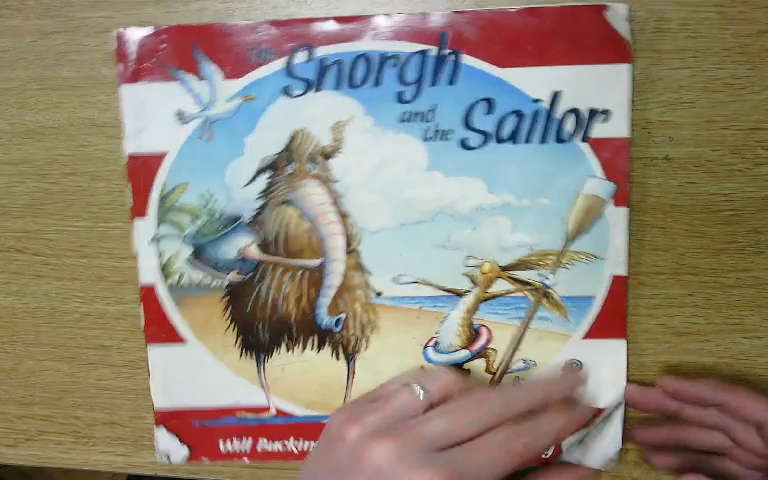 The
Snorgh
and
the
Sailor
Will Buckin